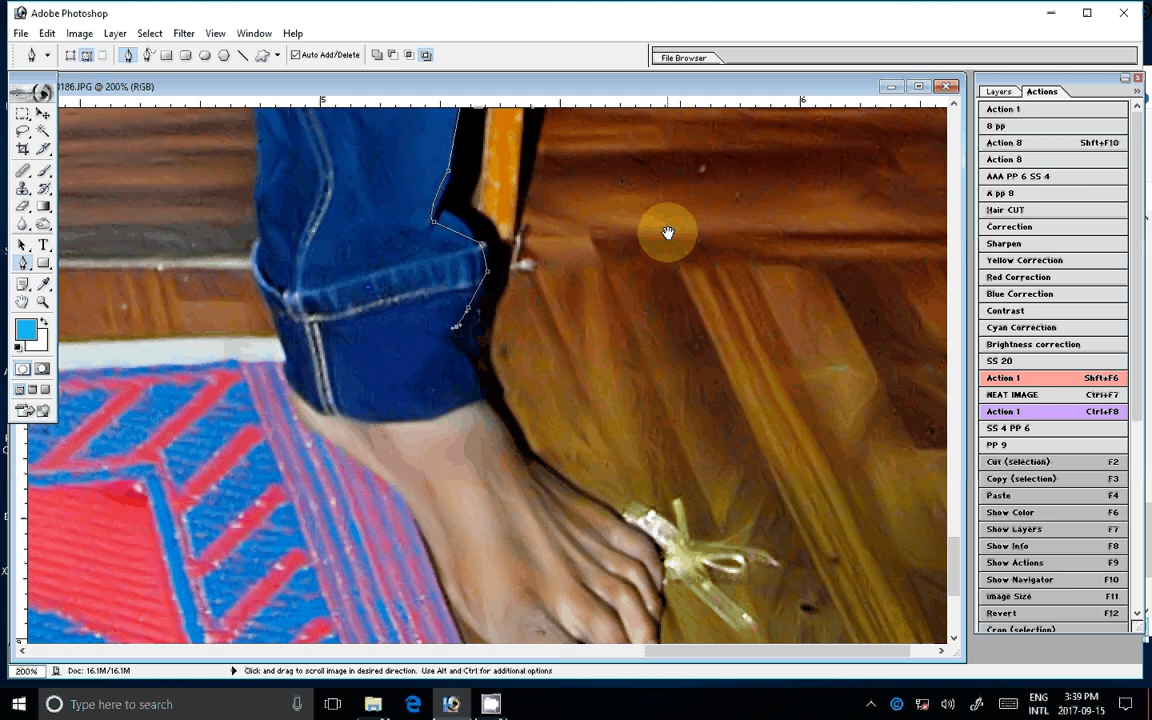 Adobe Photoshop
File Edit Image Layer Select Filter View Window Help
Auto Add/Delete
File Browser
186.JPG @ 200% (RGB)
5
6
Layers Actions
Action 1
8 pp
Action 8 Shft+F10
Action 8
AAA PP 6 SS 4
A pp 8
Hair CUT
Correction
Sharpen
Yellow Correction
Red Correction
Blue Correction
Contrast
Cyan Correction
Brightness correction
SS 20
Action 1 Shft+F6
NEAT IMAGE Ctrl+F7
Action 1 Ctrl+F8
SS 4 PP 6
PP 9
Cut (selection) F2
Copy (selection) F3
Paste F4
Show Color F6
Show Layers F7
Show Info F8
Show Actions F9
Show Navigator F10
Image Size F11
Revert F12
Crop (selection)
200% Doc: 16.1M/16.1M Click and drag to scroll image in desired direction. Use Alt and Ctrl for additional options
Type here to search
ENG 3:39 PM
INTL 2017-09-15